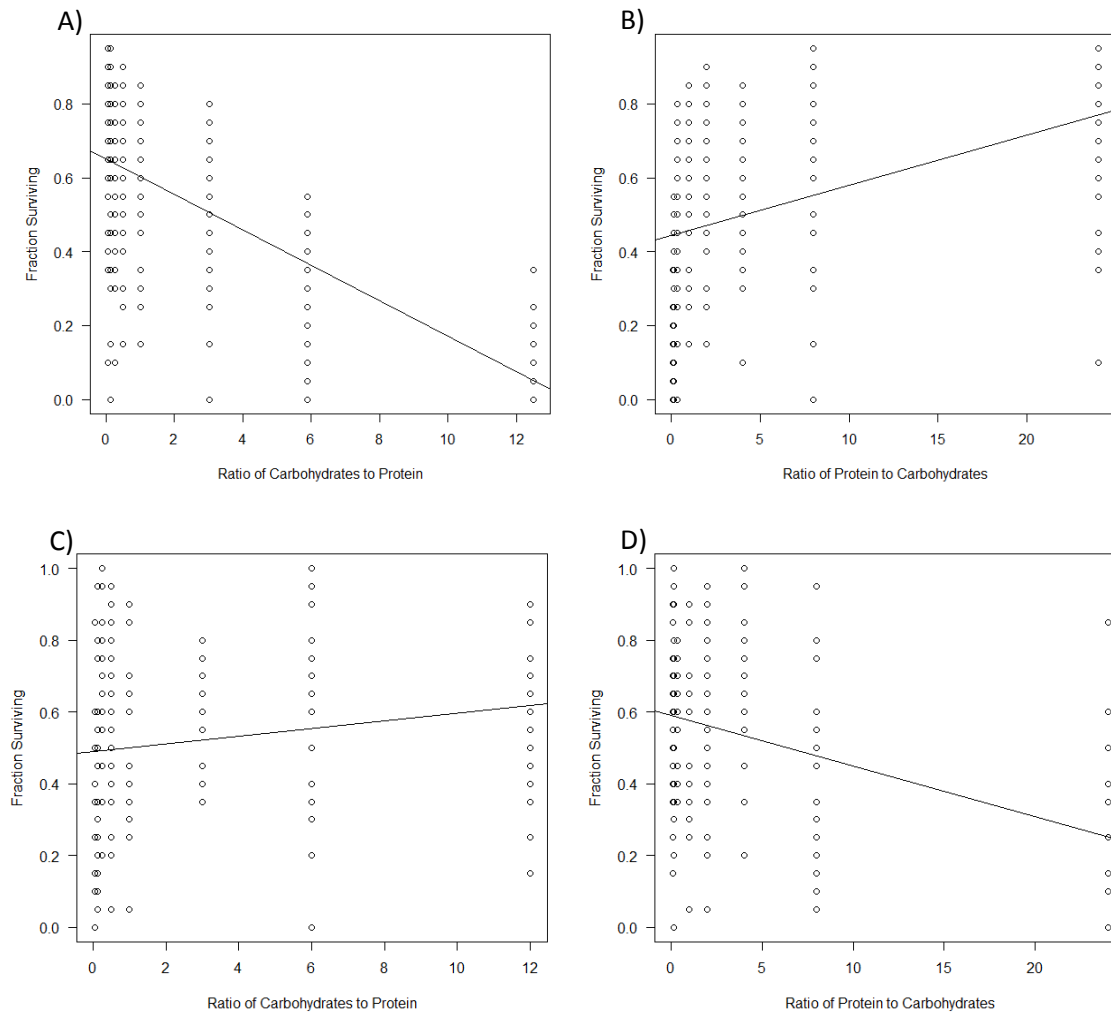 A)
0.8
0.6
0.4
0.2
0.0
Fraction Surviving
0 2 4 6 8 10 12
Ratio of Carbohydrates to Protein
B)
0.8
0.6
0.4
0.2
0.0
Fraction Surviving
0 5 10 15 20
Ratio of Protein to Carbohydrates
C)
1.0
0.8
0.6
0.4
0.2
0.0
Fraction Surviving
0 2 4 6 8 10 12
Ratio of Carbohydrates to Protein
D)
1.0
0.8
0.6
0.4
0.2
0.0
Fraction Surviving
0 5 10 15 20
Ratio of Protein to Carbohydrates